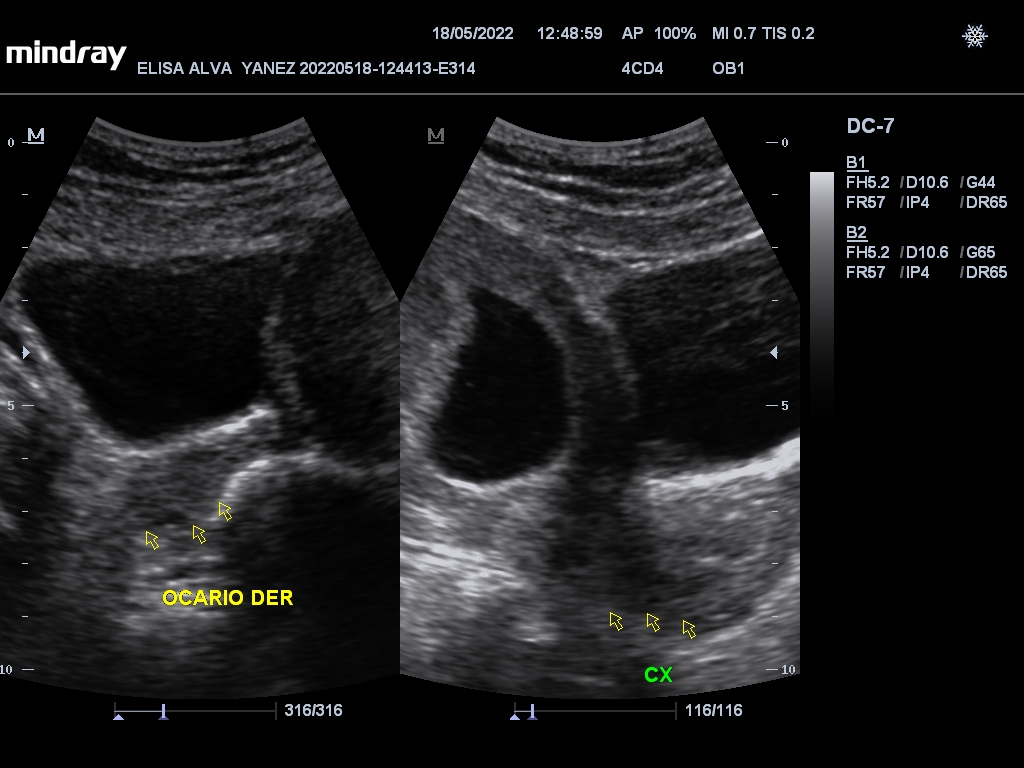 mindray
18/05/2022 12:48:59 AP 100% MI 0.7 TIS 0.2
ELISA ALVA YANEZ 20220518-124413-E314 4CD4 OB1
DC-7
B1
FH5.2 /D10.6 /G44
FR57 /IP4 /DR65
B2
FH5.2 /D10.6 /G65
FR57 /IP4 /DR65
M
M
0
0
5
5
OCARIO DER
10
10
CX
316/316
116/116